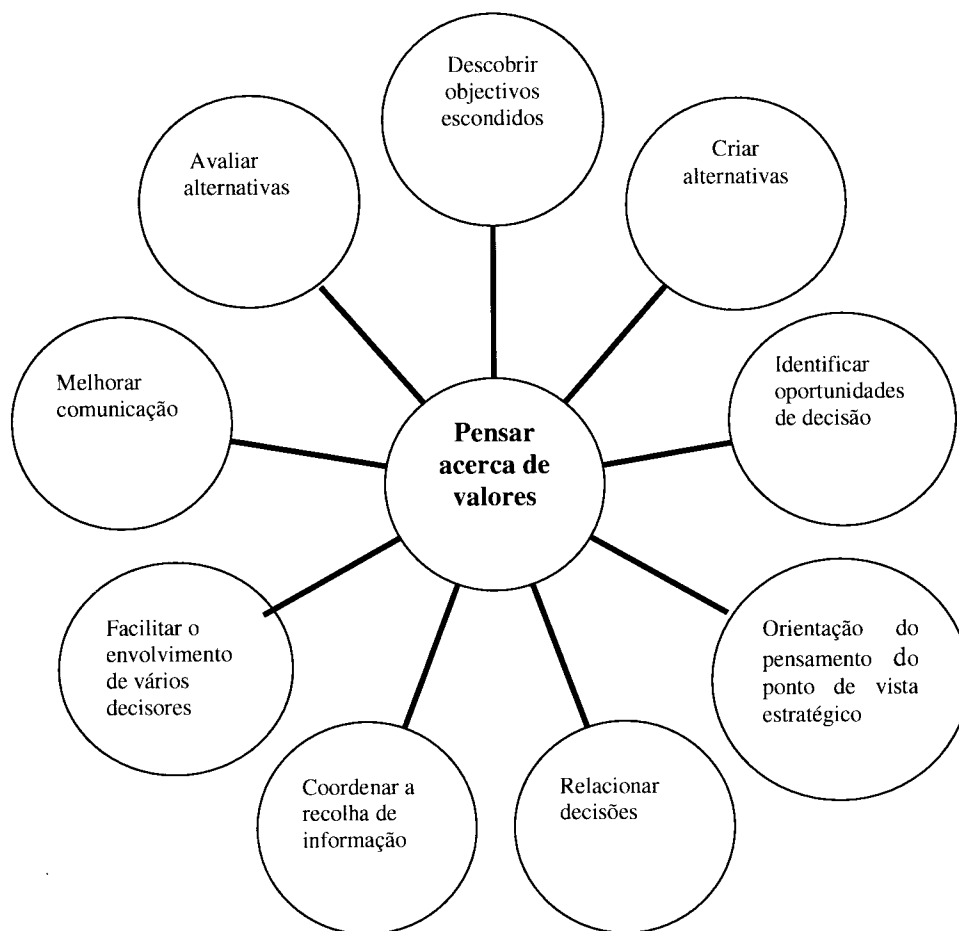 Descobrir
objectivos
escondidos
Criar
alternativas
Identificar
oportunidades
de decisão
Orientação do
pensamento do
ponto de vista
estratégico
Relacionar
decisões
Coordenar a
recolha de
informação
Facilitar o
envolvimento
de vários
decisores
Melhorar
comunicação
Avaliar
alternativas
Pensar
acerca de
valores